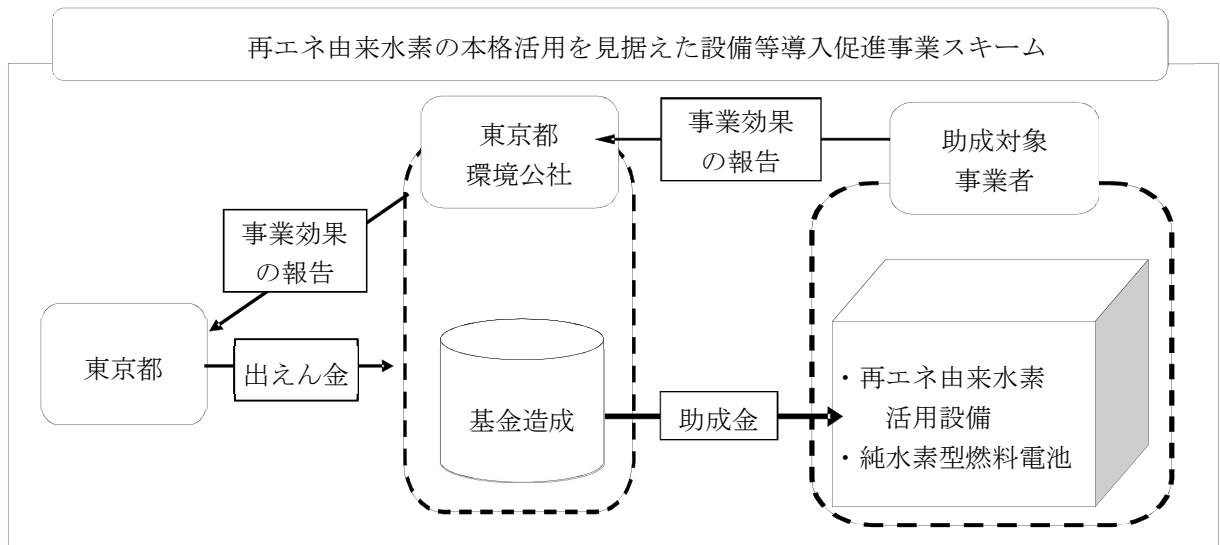 再エネ由来水素の本格活用を見据えた設備等導入促進事業スキーム
東京都
環境公社
事業効果
の報告
助成対象
事業者
事業効果
の報告
東京都
出えん金
基金造成
助成金
・再エネ由来水素
活用設備
・純水素型燃料電池